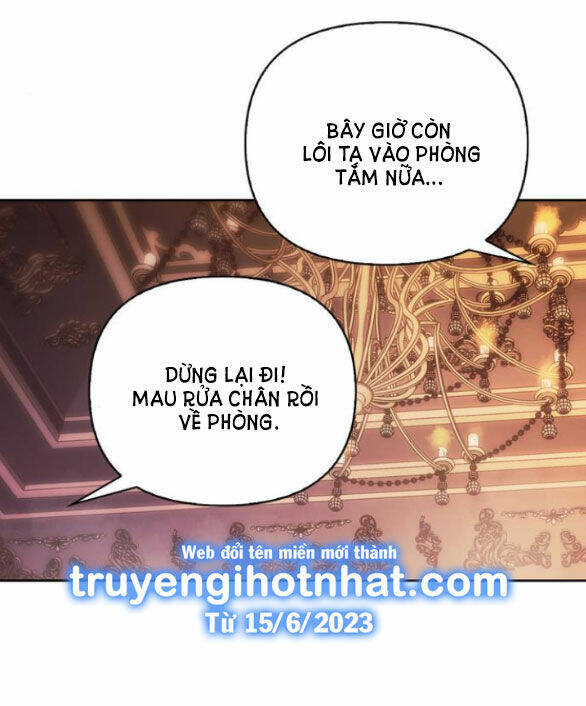 BÂY GIỜ CÒN
LÔI TA VÀO PHÒNG
TẮM NỮA...
DỪNG LẠI ĐI!
MAU RỬA CHÂN RỒI
VỀ PHÒNG.
Web đổi tên miền mới thành
truyengihotnhat.com
Từ 15/6/2023